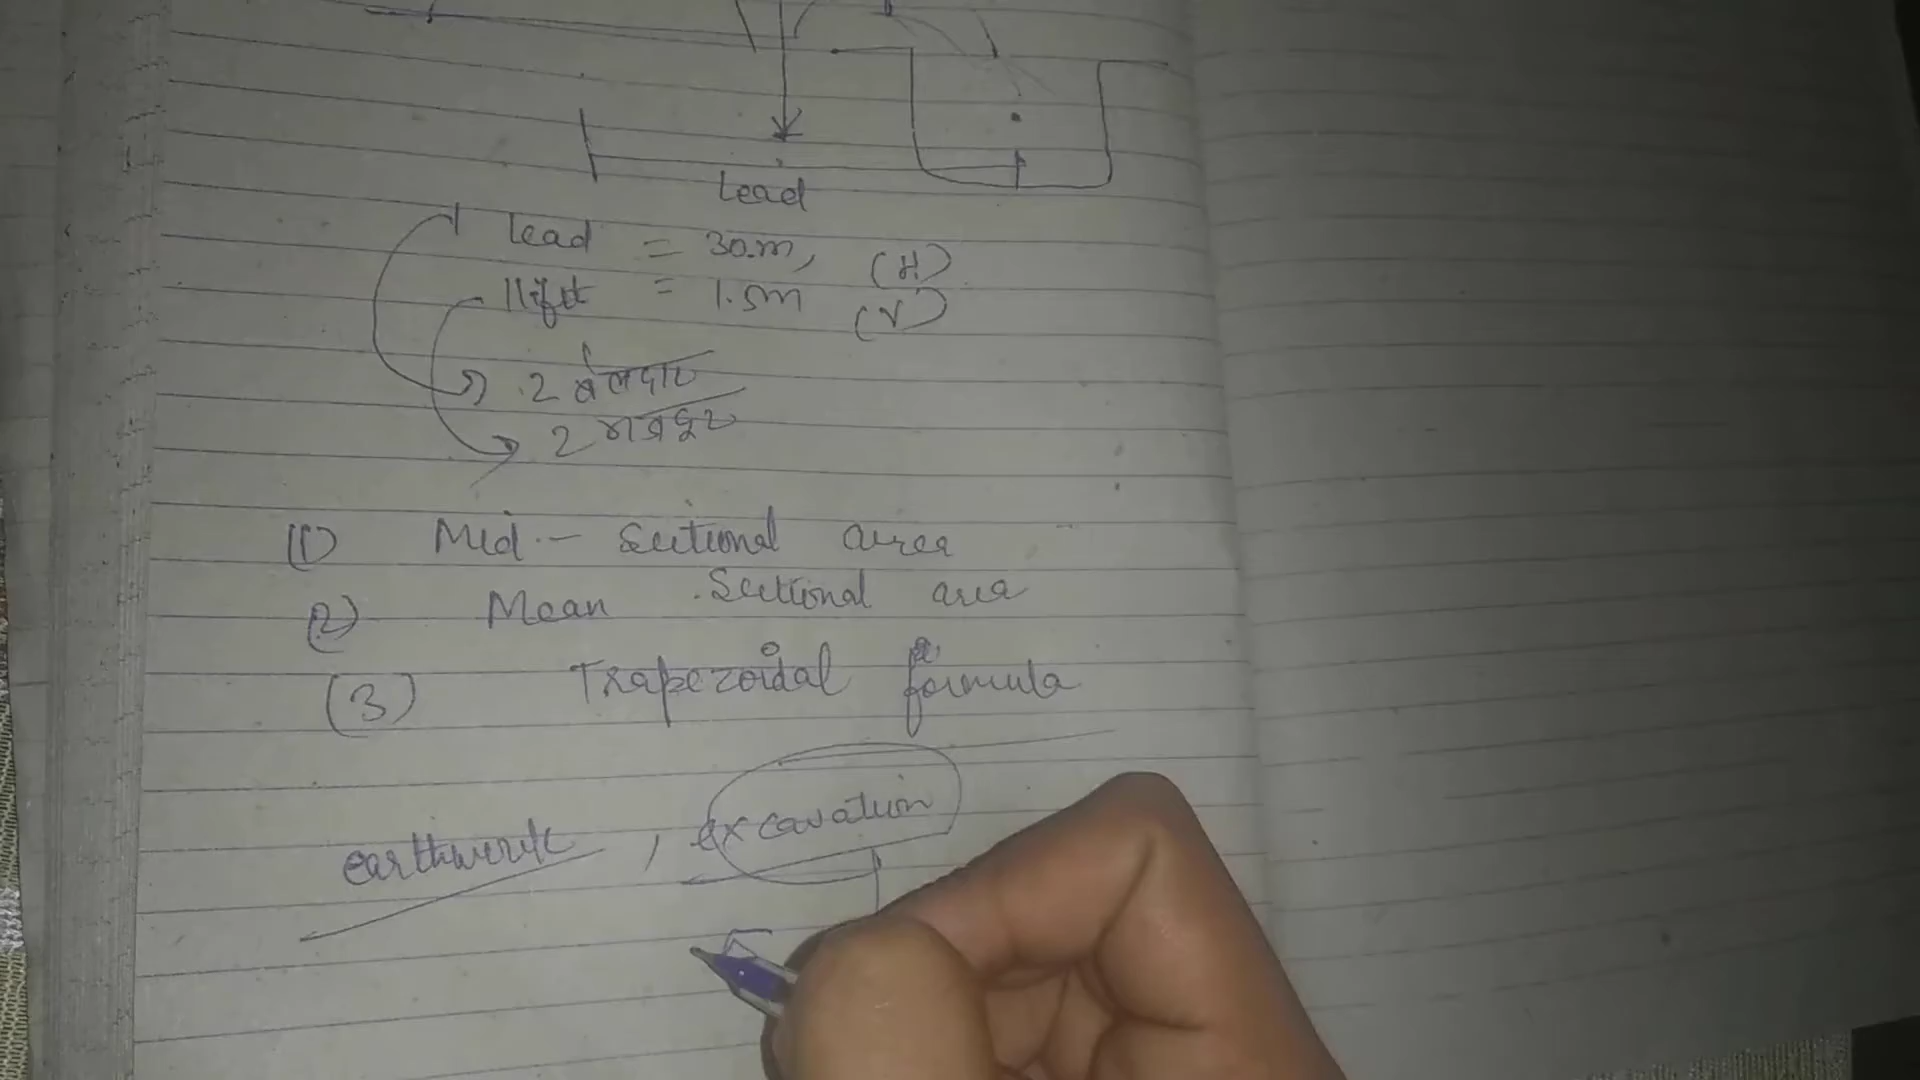 Lead
lead = 30.m, (H)
lift = 1.5m (V)
2 बेलदार
2 मजदूर
(1) Mid - Sectional area
(2) Mean Sectional area
(3) Trapezoidal formula
earthwork, excavation